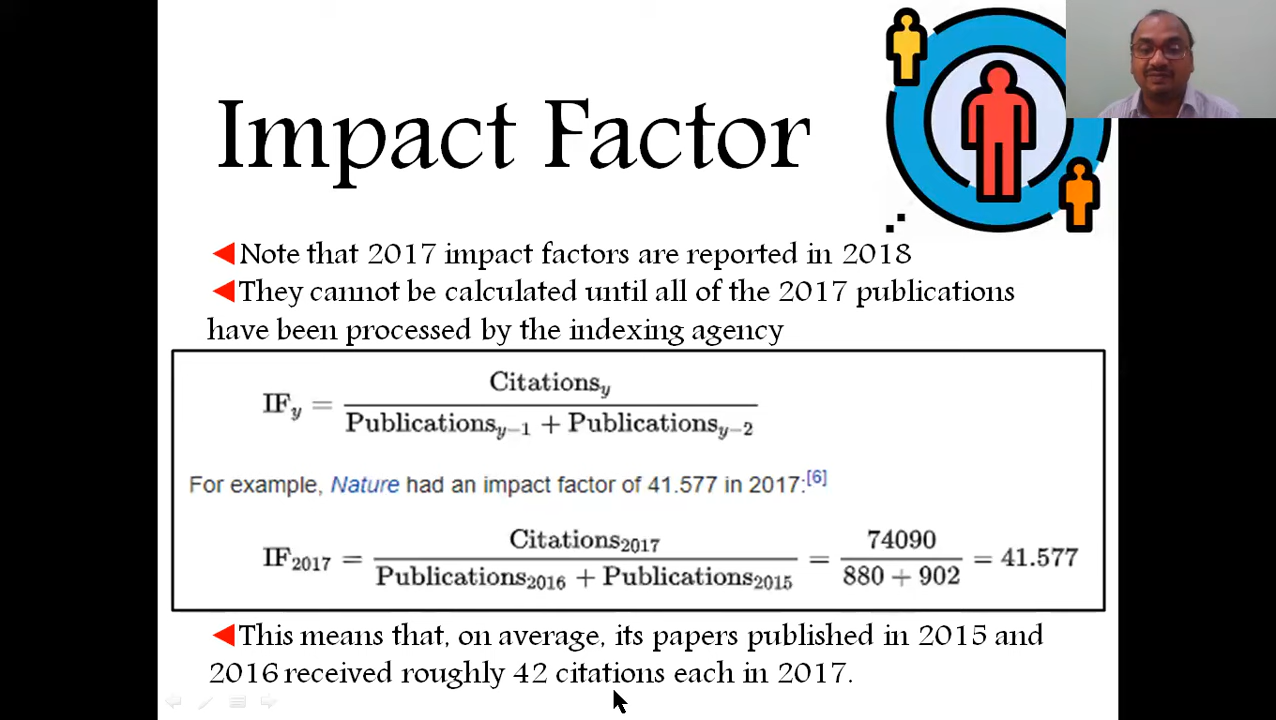 Impact Factor
Note that 2017 impact factors are reported in 2018
They cannot be calculated until all of the 2017 publications
have been processed by the indexing agency
IF_y = Citations_y / (Publications_{y−1} + Publications_{y−2})
For example, Nature had an impact factor of 41.577 in 2017:[6]
IF_2017 = Citations_2017 / (Publications_2016 + Publications_2015) = 74090 / (880 + 902) = 41.577
This means that, on average, its papers published in 2015 and
2016 received roughly 42 citations each in 2017.